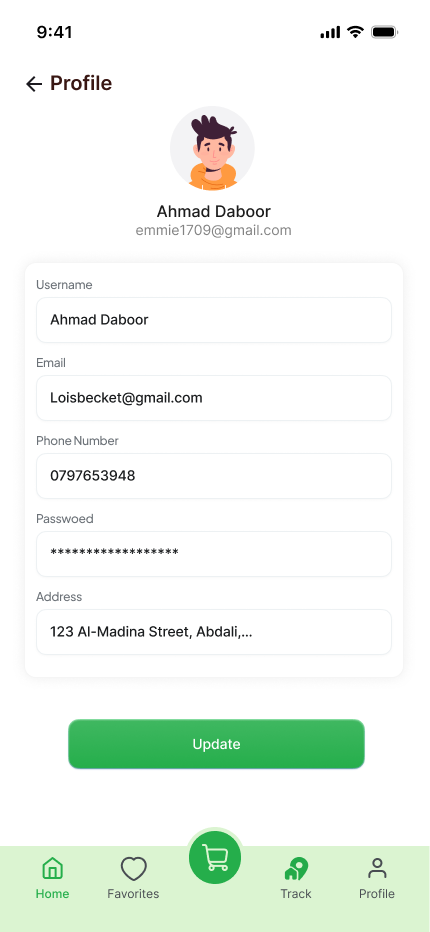 9:41
Profile
Ahmad Daboor
emmie1709@gmail.com
Username
Ahmad Daboor
Email
Loisbecket@gmail.com
Phone Number
0797653948
Passwoed
******************
Address
123 Al-Madina Street, Abdali,...
Update
Home Favorites Track Profile